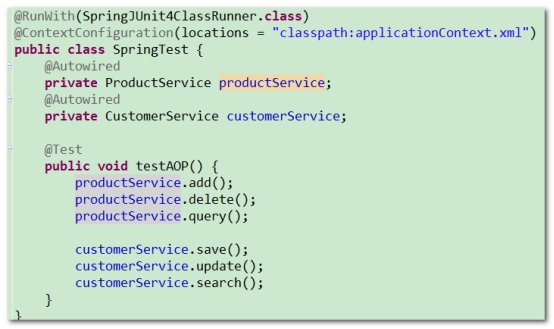 @RunWith(SpringJUnit4ClassRunner.class)
@ContextConfiguration(locations = "classpath:applicationContext.xml")
public class SpringTest {
@Autowired
private ProductService productService;
@Autowired
private CustomerService customerService;
@Test
public void testAOP() {
productService.add();
productService.delete();
productService.query();
customerService.save();
customerService.update();
customerService.search();
}
}